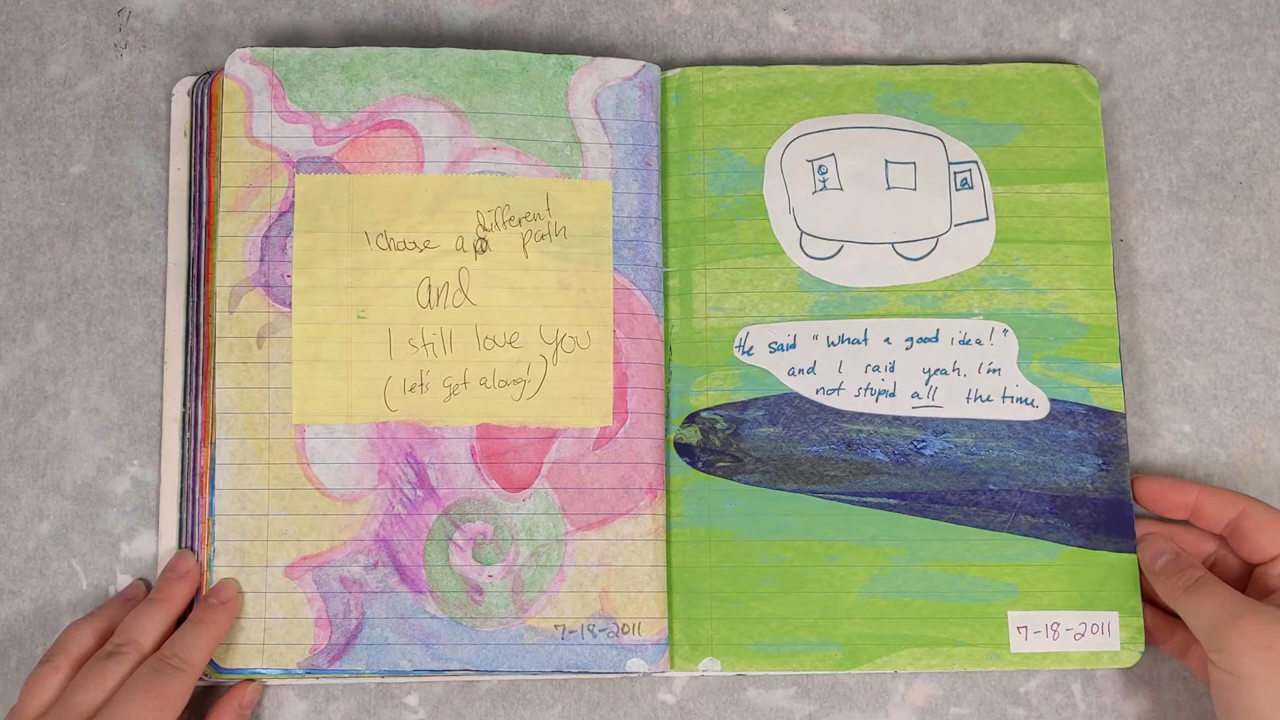 I choose a different path
and
I still love you
(let's get along!)
7-18-2011
a
He said "What a good idea!"
and I said yeah. I'm
not stupid all the time.
7-18-2011